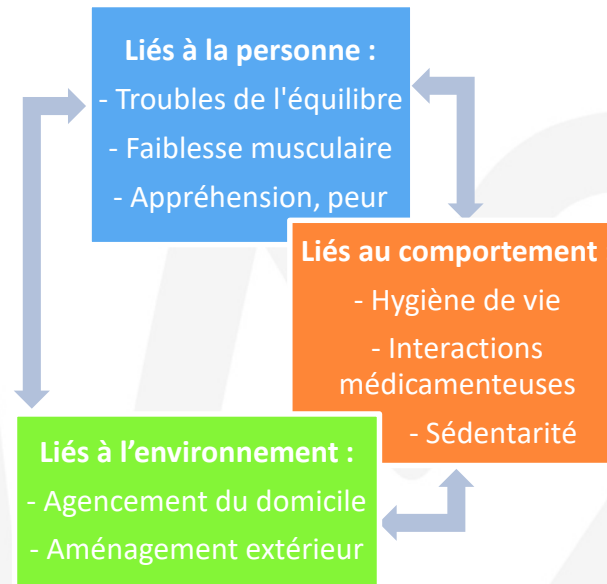 Liés à la personne :
- Troubles de l'équilibre
- Faiblesse musculaire
- Appréhension, peur
Liés au comportement
- Hygiène de vie
- Interactions
médicamenteuses
- Sédentarité
Liés à l’environnement :
- Agencement du domicile
- Aménagement extérieur